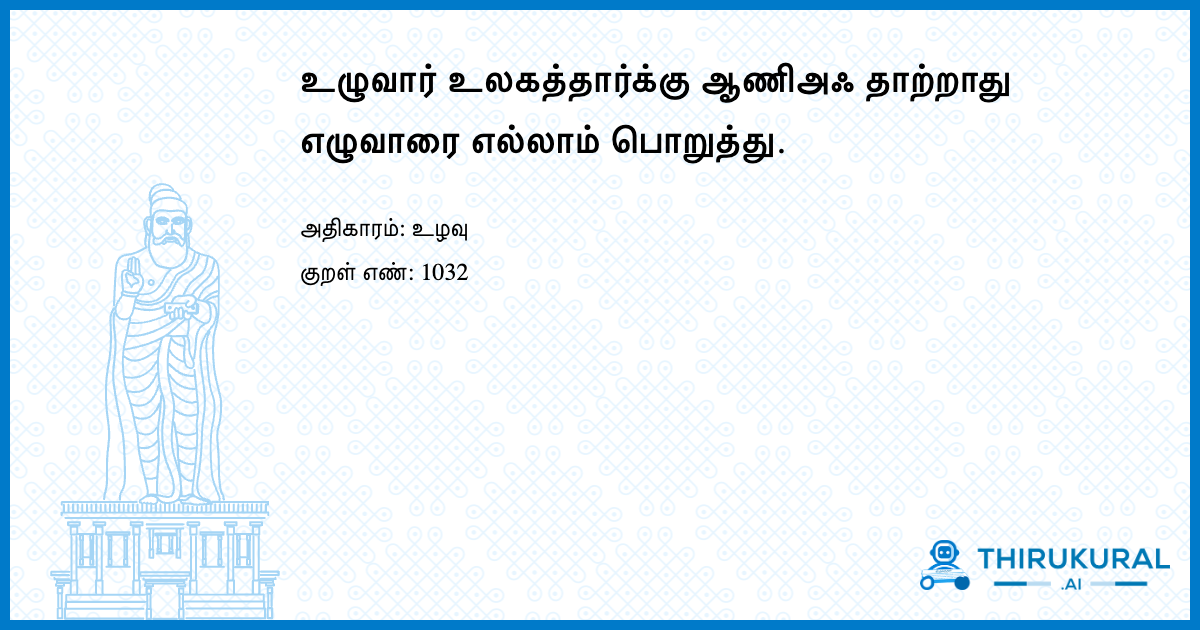 உழுவார் உலகத்தார்க்கு ஆணிஅஃ தாற்றாது
எழுவாரை எல்லாம் பொறுத்து.
அதிகாரம்: உழவு
குறள் எண்: 1032
THIRUKURAL
.AI